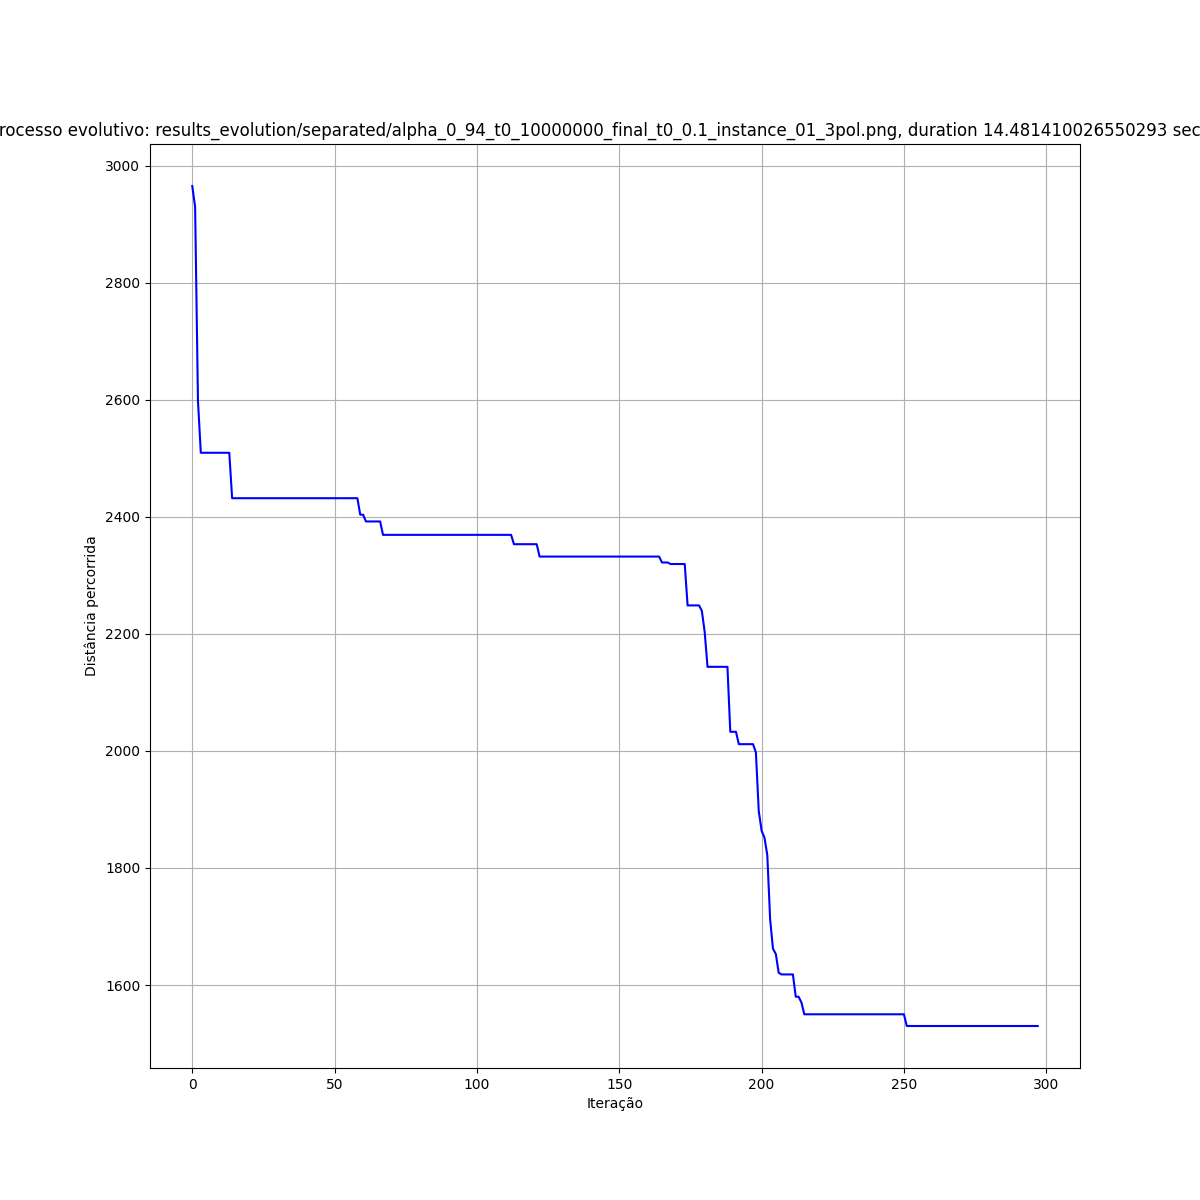 rocesso evolutivo: results_evolution/separated/alpha_0_94_t0_10000000_final_t0_0.1_instance_01_3pol.png, duration 14.481410026550293 sec
3000
2800
2600
2400
2200
2000
1800
1600
Distância percorrida
0 50 100 150 200 250 300
Iteração